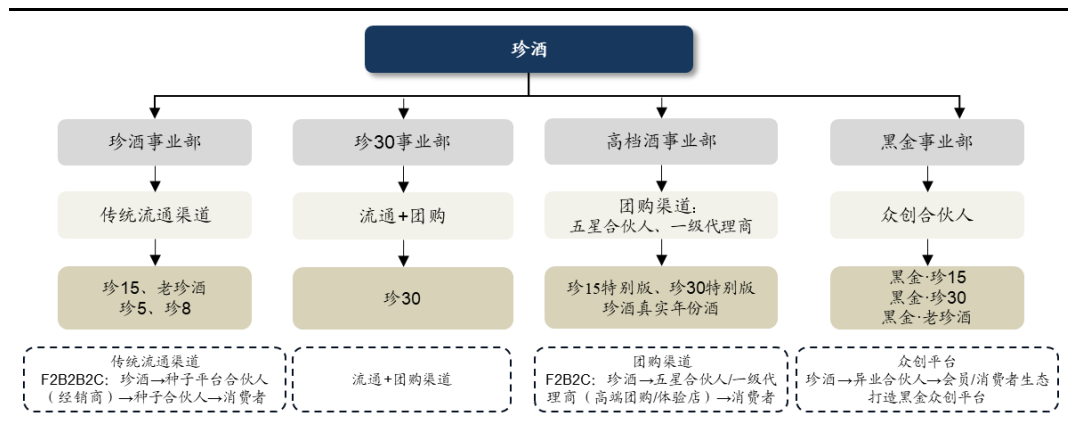 珍酒
珍酒事业部
珍30事业部
高档酒事业部
黑金事业部
传统流通渠道
流通+团购
团购渠道：
五星合伙人、一级代理商
众创合伙人
珍15、老珍酒
珍5、珍8
珍30
珍15特别版、珍30特别版
珍酒真实年份酒
黑金·珍15
黑金·珍30
黑金·老珍酒
传统流通渠道
F2B2B2C：珍酒→种子平台合伙人
（经销商）→种子合伙人→消费者
流通+团购渠道
团购渠道
F2B2C：珍酒→五星合伙人/一级代
理商（高端团购/体验店）→消费者
众创平台
珍酒→异业合伙人→会员/消费者生态
打造黑金众创平台